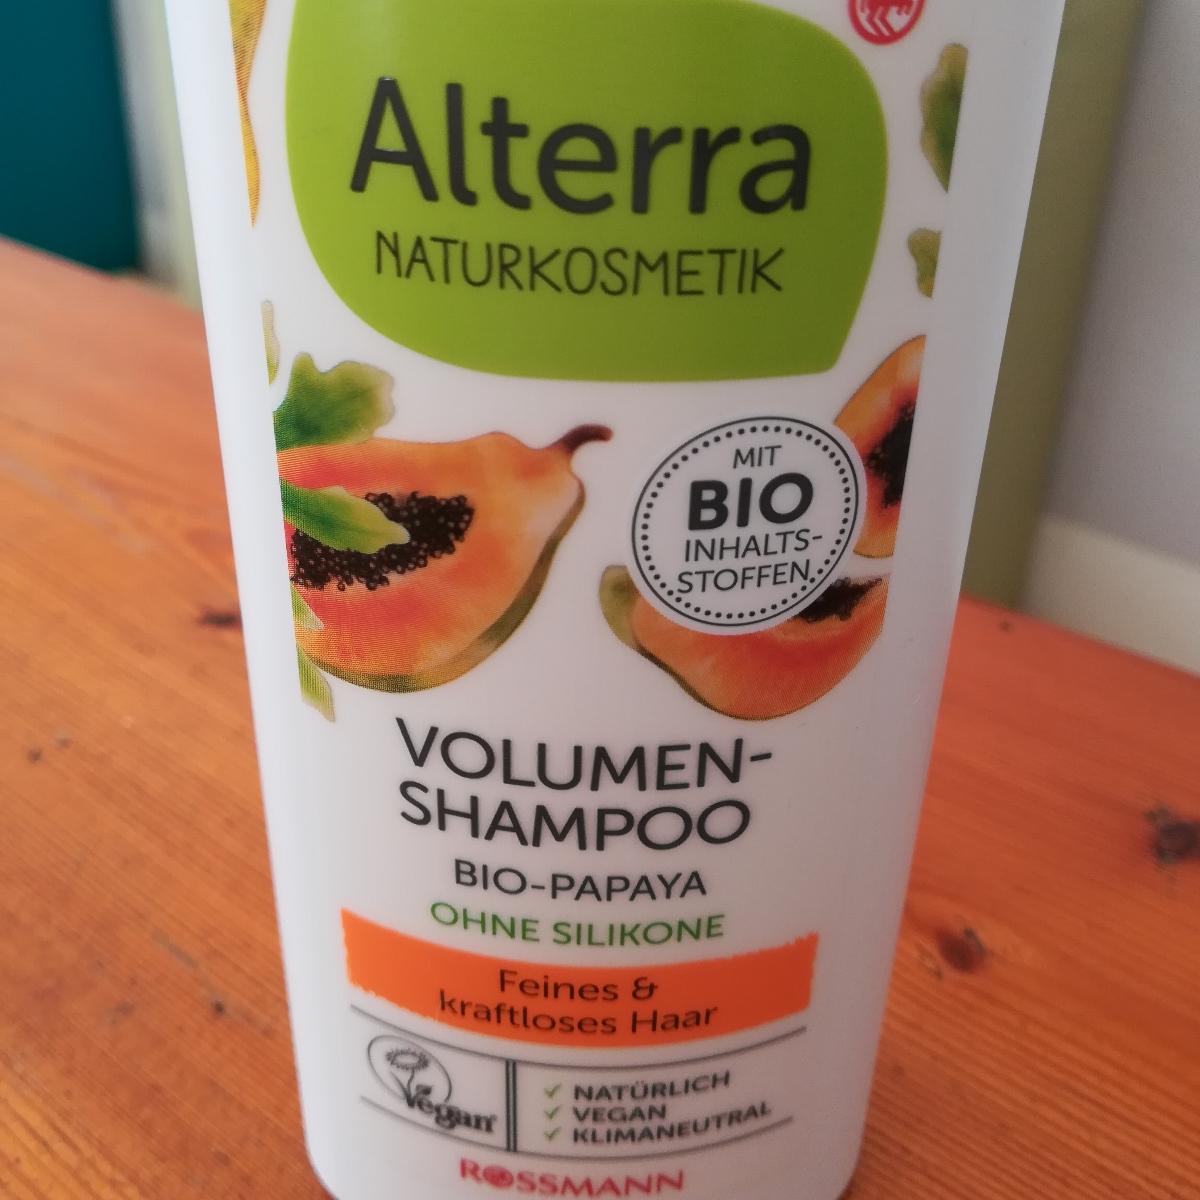 Alterra
NATURKOSMETIK
MIT
BIO
INHALTS-
STOFFEN
VOLUMEN-
SHAMPOO
BIO-PAPAYA
OHNE SILIKONE
Feines &
kraftloses Haar
Vegan
✓ NATÜRLICH
✓ VEGAN
✓ KLIMANEUTRAL
ROSSMANN